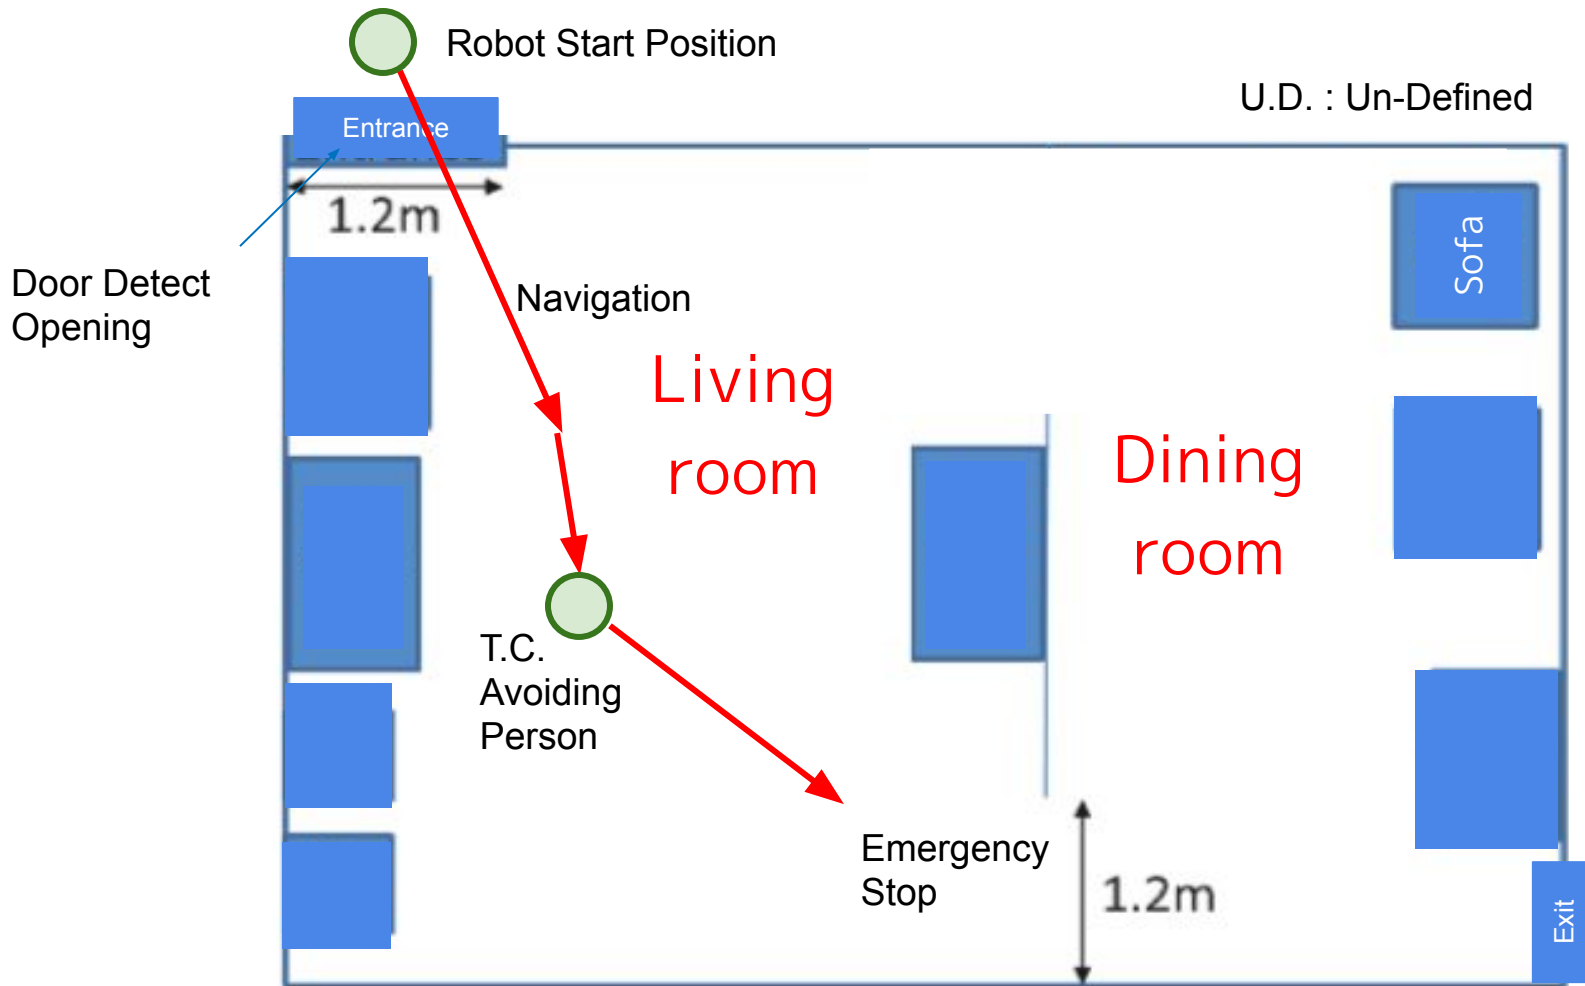 Robot Start Position
U.D. : Un-Defined
Entrance
1.2m
Door Detect
Opening
Navigation
Sofa
Living
room
Dining
room
T.C.
Avoiding
Person
Emergency
Stop
1.2m
Exit